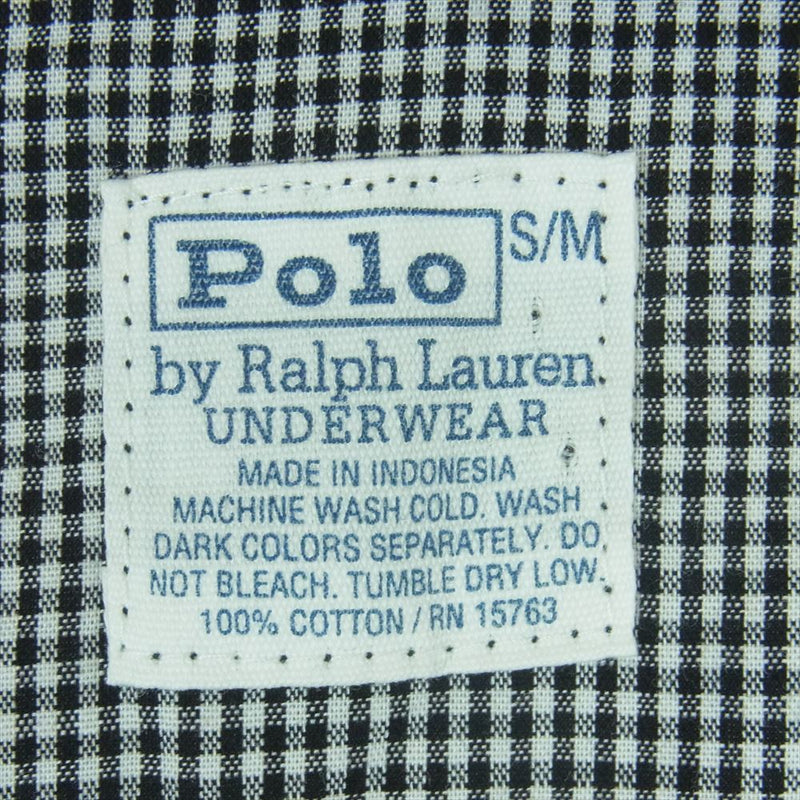 Polo S/M
by Ralph Lauren
UNDERWEAR
MADE IN INDONESIA
MACHINE WASH COLD. WASH
DARK COLORS SEPARATELY. DO
NOT BLEACH. TUMBLE DRY LOW.
100% COTTON / RN 15763